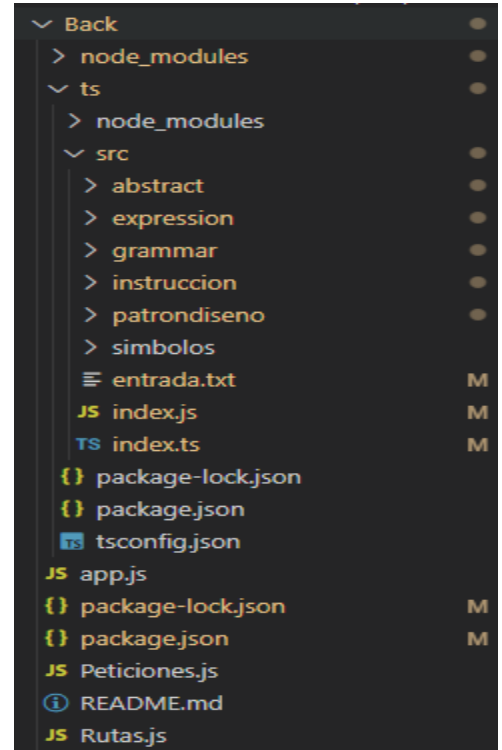 Back
node_modules
ts
node_modules
src
abstract
expression
grammar
instruccion
patrondiseno
simbolos
entrada.txt M
JS index.js M
TS index.ts M
{} package-lock.json
{} package.json
TS tsconfig.json
JS app.js
{} package-lock.json M
{} package.json M
JS Peticiones.js
README.md
JS Rutas.js